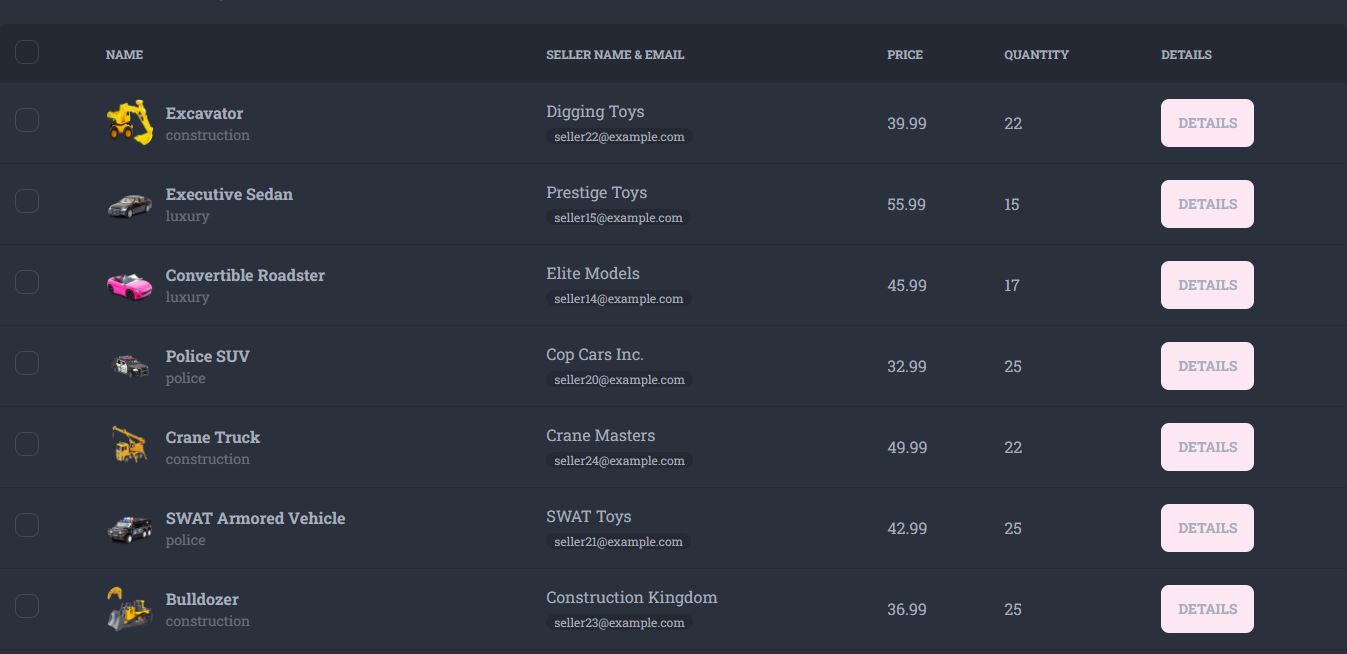 NAME SELLER NAME & EMAIL PRICE QUANTITY DETAILS
Excavator Digging Toys 39.99 22 DETAILS
construction seller22@example.com
Executive Sedan Prestige Toys 55.99 15 DETAILS
luxury seller15@example.com
Convertible Roadster Elite Models 45.99 17 DETAILS
luxury seller14@example.com
Police SUV Cop Cars Inc. 32.99 25 DETAILS
police seller20@example.com
Crane Truck Crane Masters 49.99 22 DETAILS
construction seller24@example.com
SWAT Armored Vehicle SWAT Toys 42.99 25 DETAILS
police seller21@example.com
Bulldozer Construction Kingdom 36.99 25 DETAILS
construction seller23@example.com